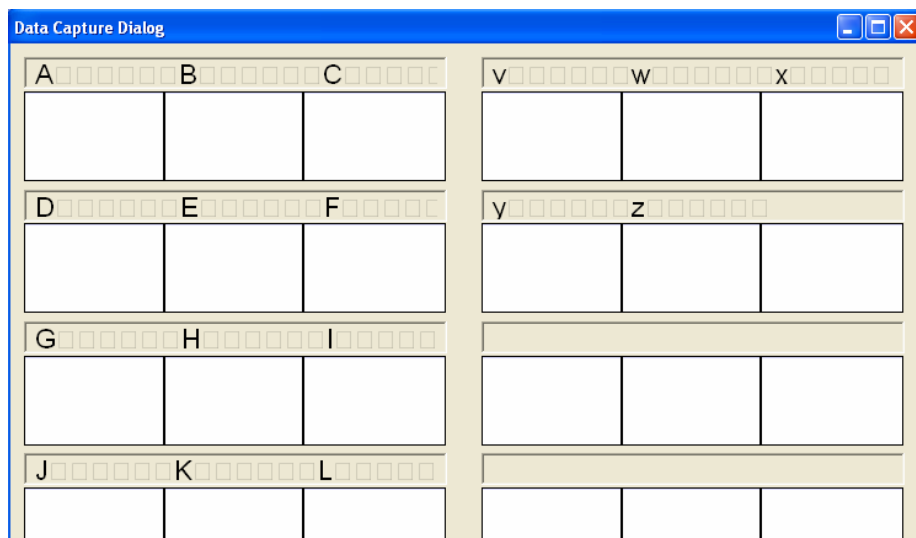 Data Capture Dialog
A□□□□□□B□□□□□□C□□□□□
D□□□□□□E□□□□□□F□□□□□
G□□□□□□H□□□□□□I□□□□□
J□□□□□□K□□□□□□L□□□□□
v□□□□□□w□□□□□□x□□□□□
y□□□□□□z□□□□□□